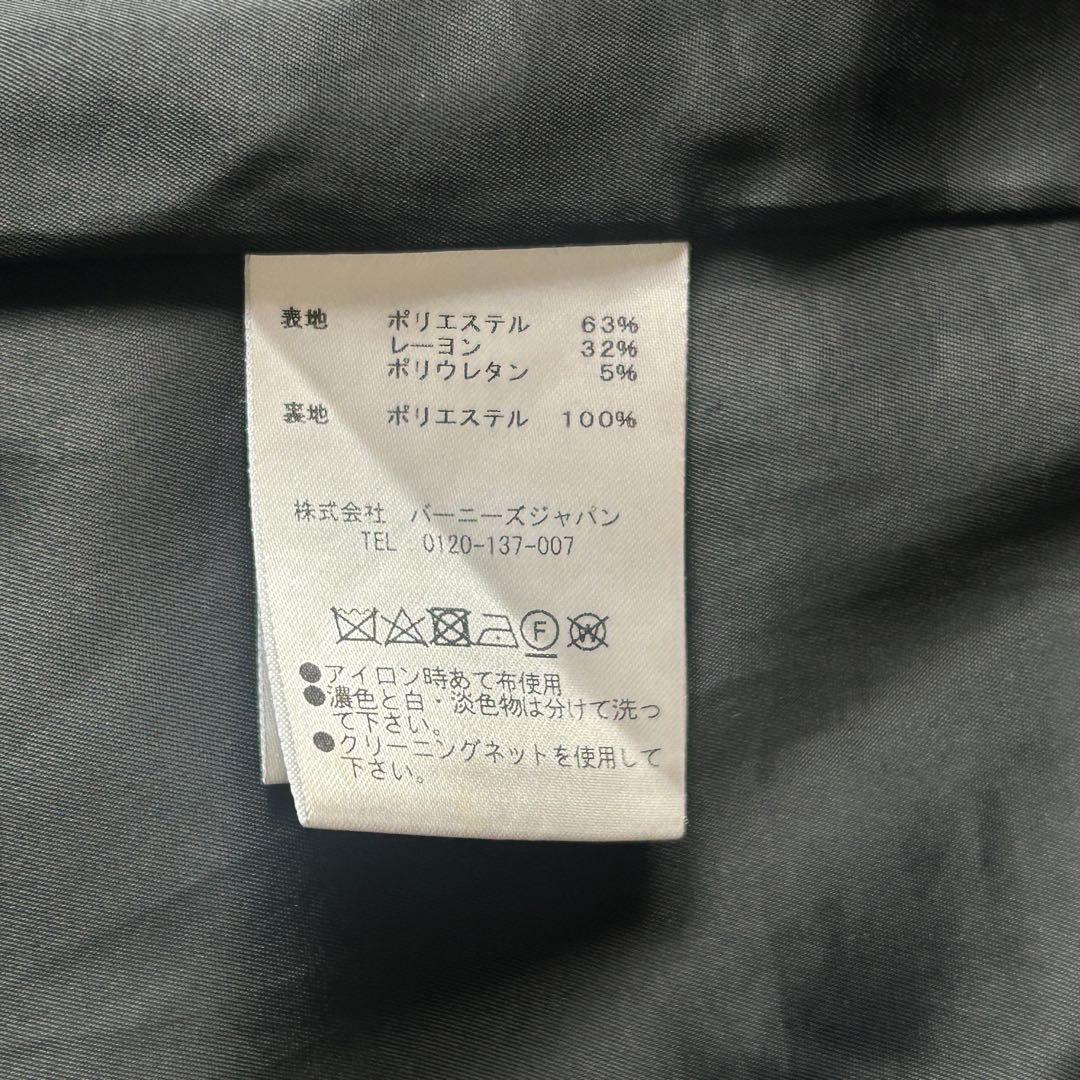 表地 ポリエステル 63%
レーヨン 32%
ポリウレタン 5%
裏地 ポリエステル 100%
株式会社 バーニーズジャパン
TEL 0120-137-007
F W
●アイロン時あて布使用
●濃色と白・淡色物は分けて洗っ
て下さい。
●クリーニングネットを使用して
下さい。